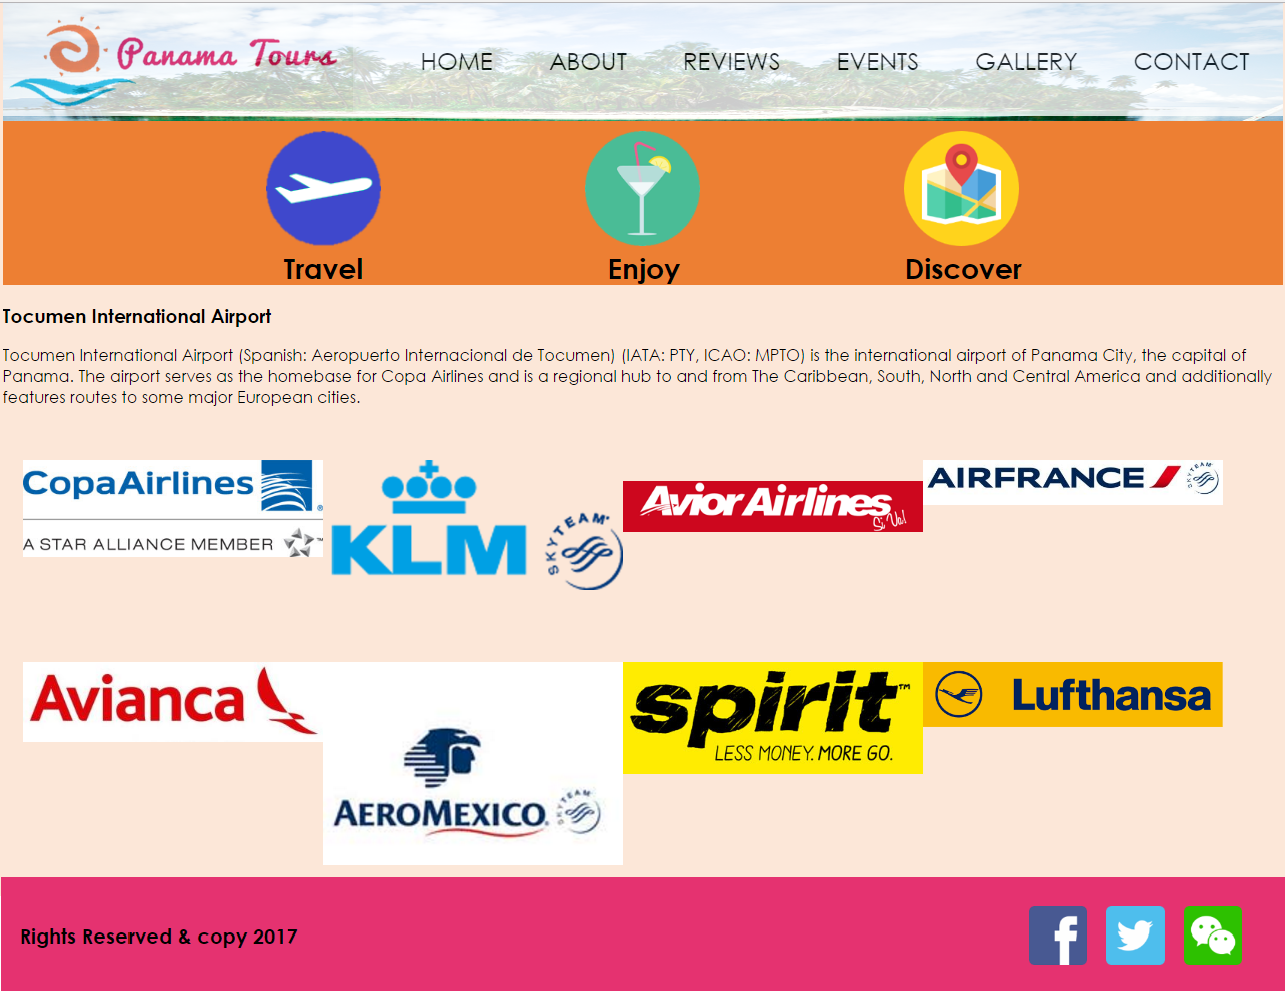 Panama Tours
HOME ABOUT REVIEWS EVENTS GALLERY CONTACT
Travel Enjoy Discover
Tocumen International Airport
Tocumen International Airport (Spanish: Aeropuerto Internacional de Tocumen) (IATA: PTY, ICAO: MPTO) is the international airport of Panama City, the capital of
Panama. The airport serves as the homebase for Copa Airlines and is a regional hub to and from The Caribbean, South, North and Central America and additionally
features routes to some major European cities.
CopaAirlines®
A STAR ALLIANCE MEMBER ™
KLM
SKYTEAM
Avior Airlines
Si Va!
AIRFRANCE
SKYTEAM
Avianca
AEROMEXICO.
SKYTEAM
spirit™
LESS MONEY. MORE GO.
Lufthansa
Rights Reserved & copy 2017
f